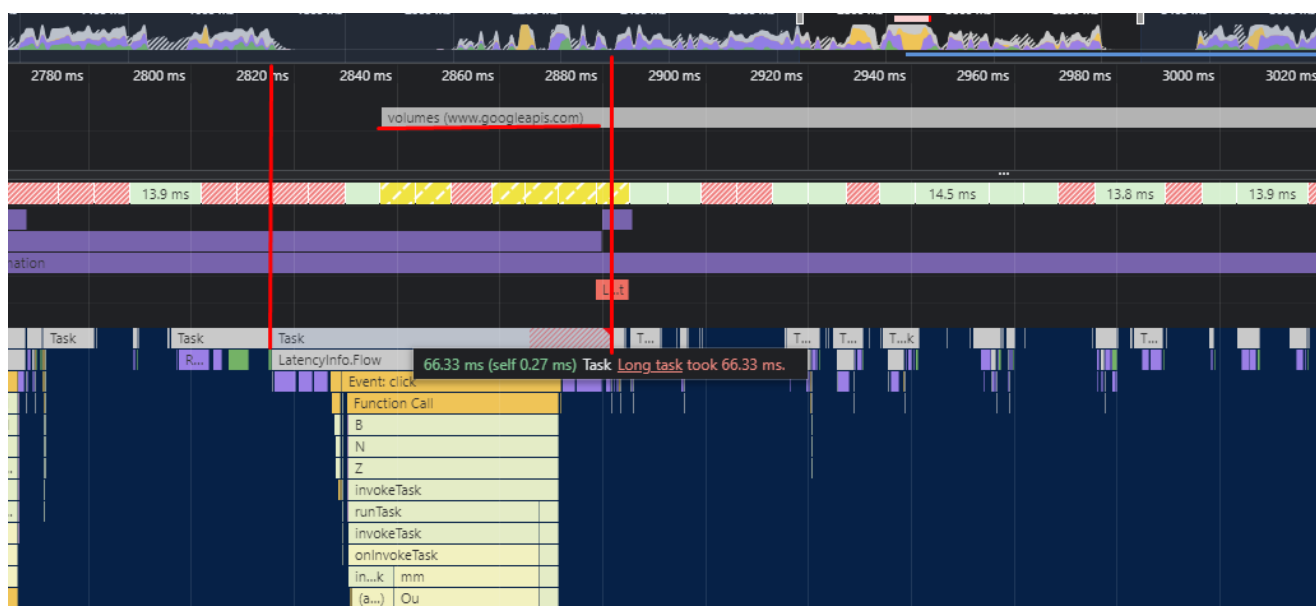 2780 ms 2800 ms 2820 ms 2840 ms 2860 ms 2880 ms 2900 ms 2920 ms 2940 ms 2960 ms 2980 ms 3000 ms 3020 ms
volumes (www.googleapis.com)
...
13.9 ms 14.5 ms 13.8 ms 13.9 ms
nation
L...t
Task Task Task T... T... T... T...k T...
R... LatencyInfo.Flow 66.33 ms (self 0.27 ms) Task Long task took 66.33 ms.
Event: click
Function Call
B
N
Z
invokeTask
runTask
invokeTask
onInvokeTask
in...k mm
(a...) Ou